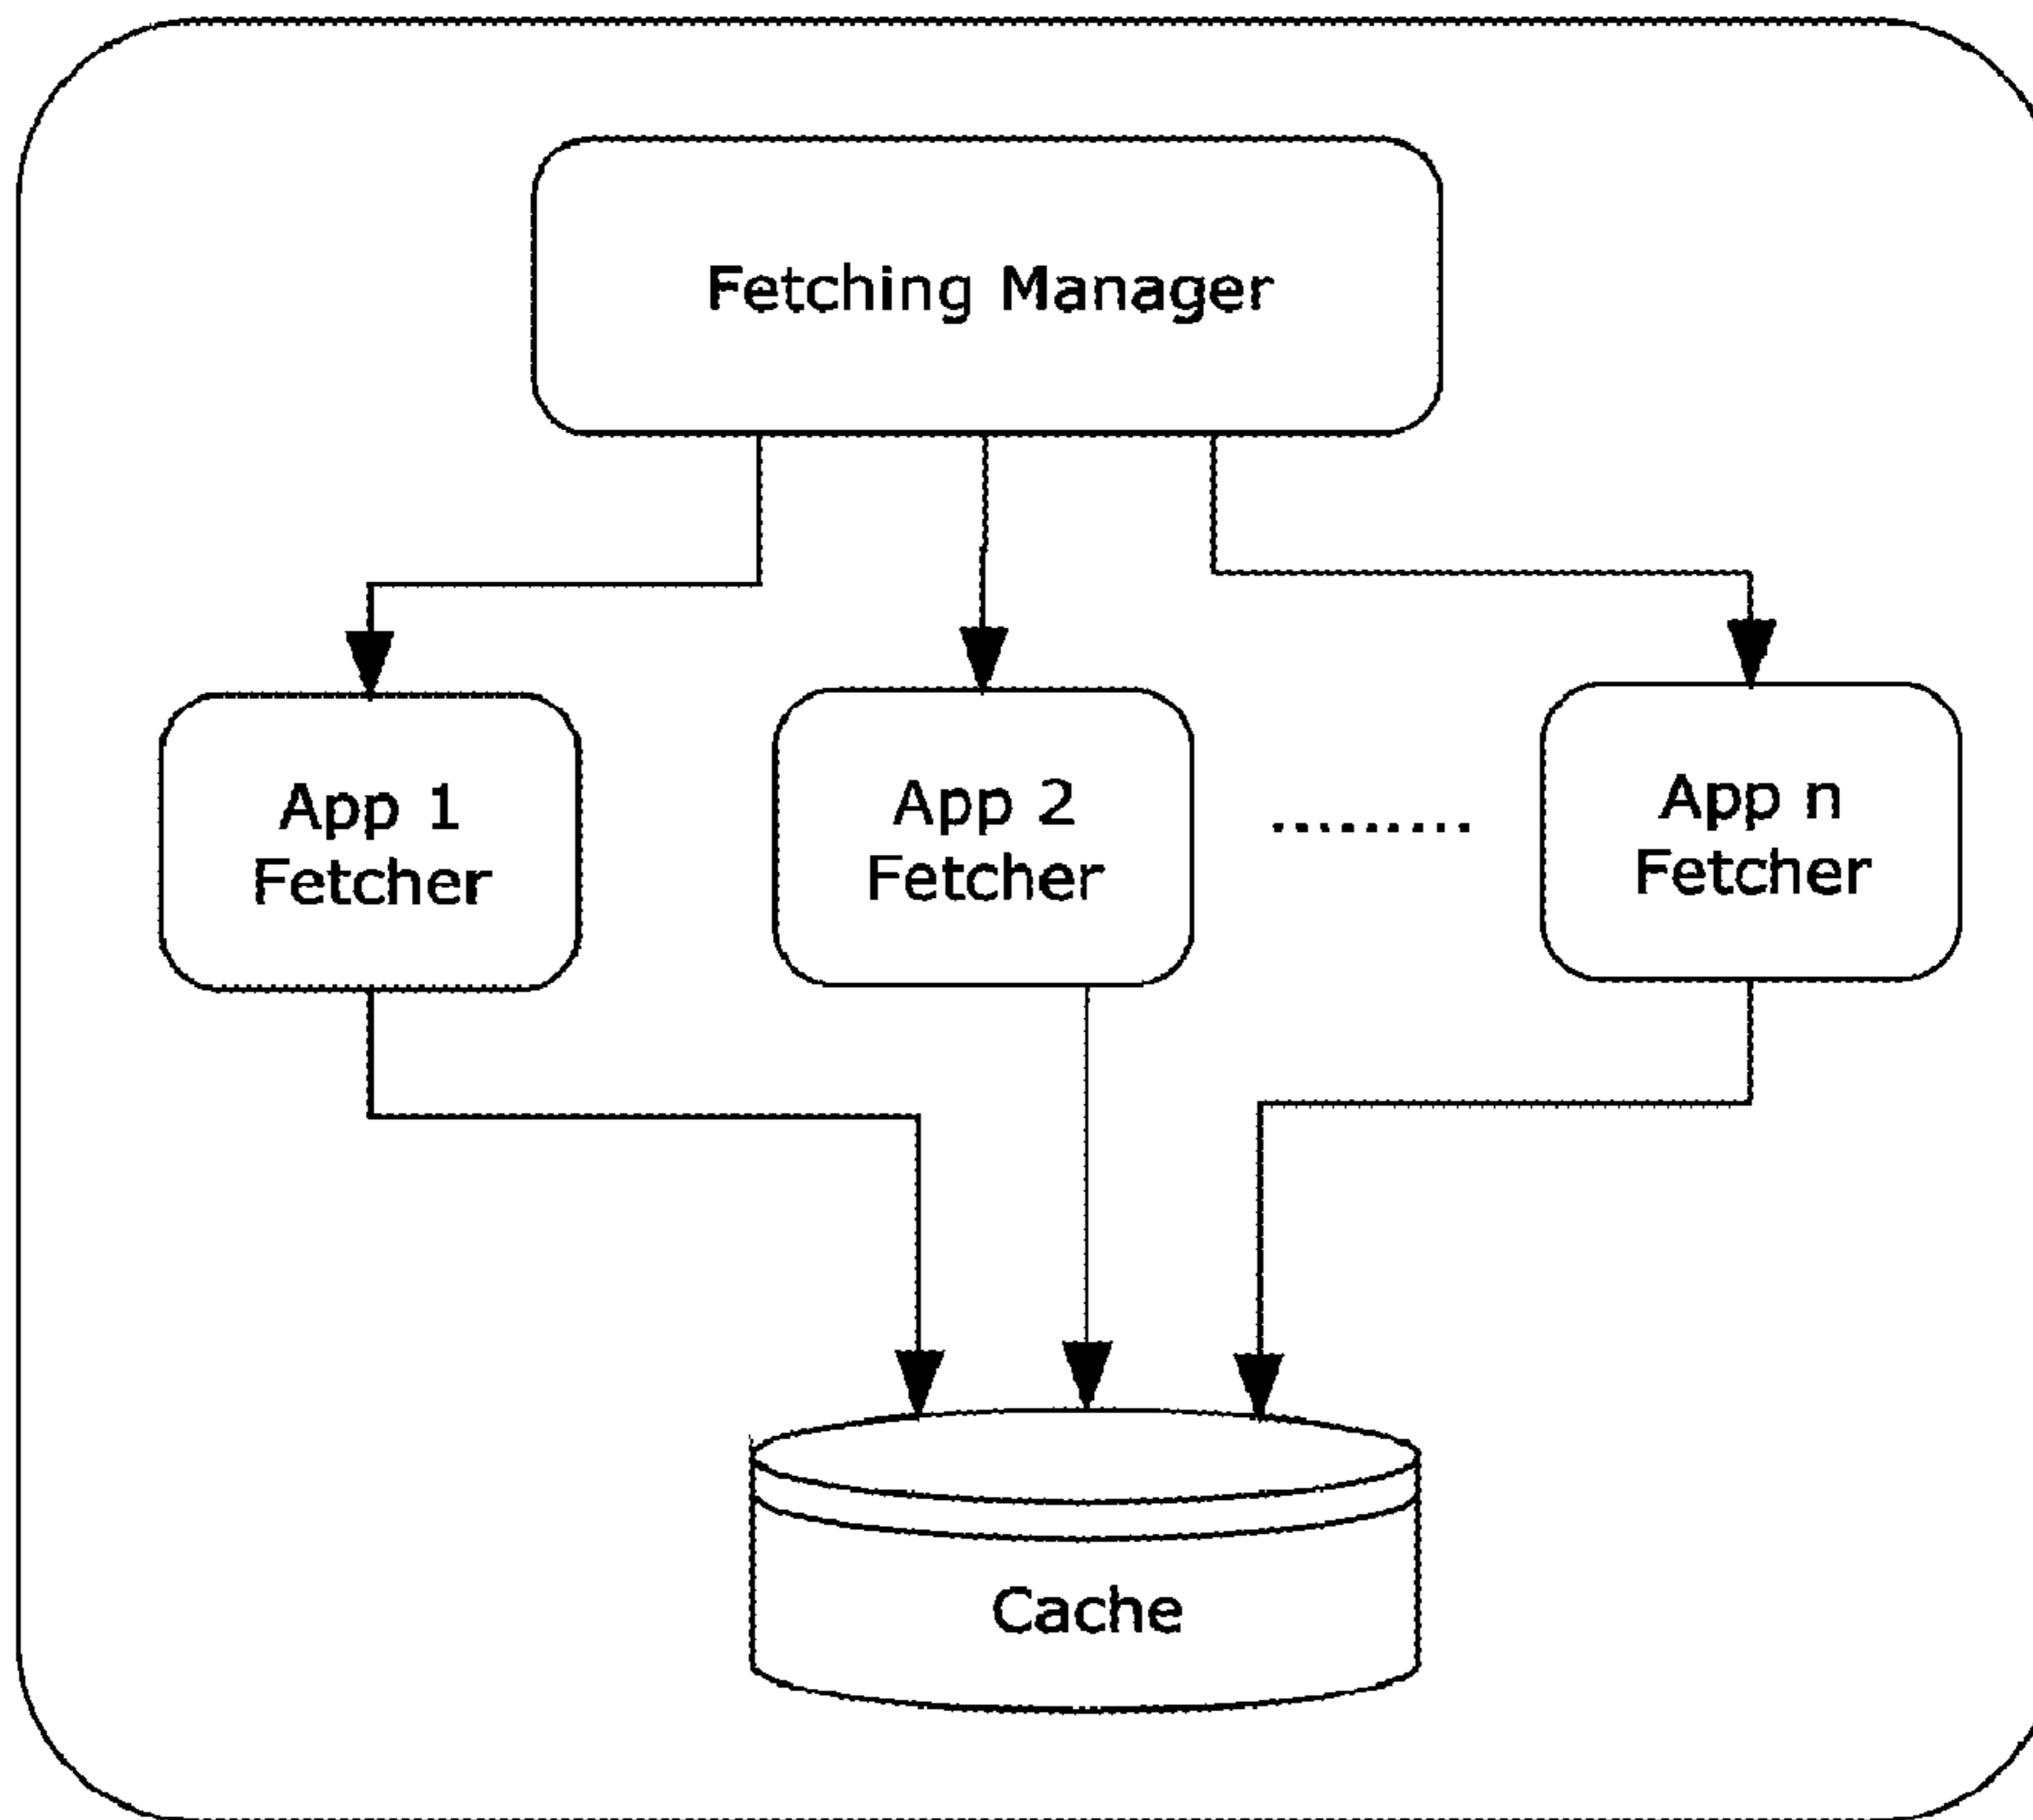 Fetching Manager
App 1
Fetcher
App 2
Fetcher
.........
App n
Fetcher
Cache